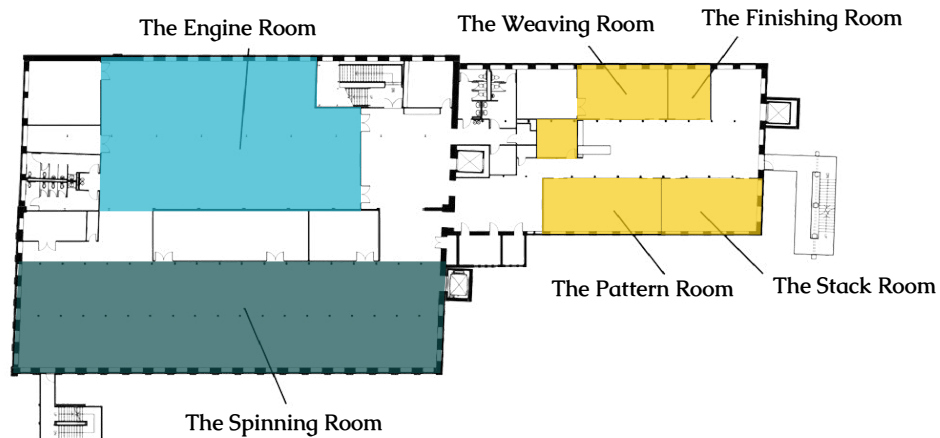 The Engine Room
The Weaving Room
The Finishing Room
The Pattern Room
The Stack Room
The Spinning Room